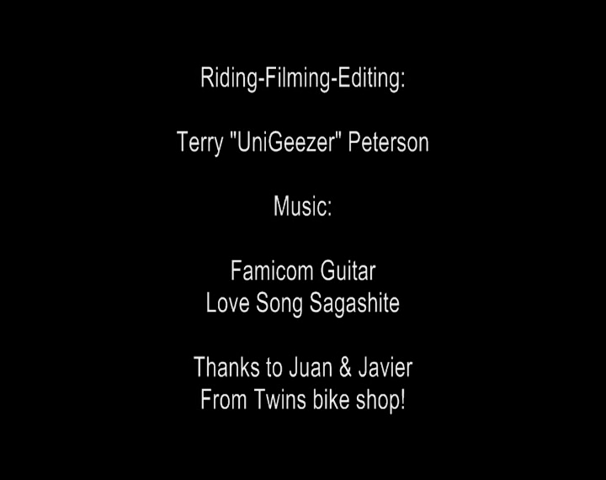 Riding-Filming-Editing:
Terry "UniGeezer" Peterson
Music:
Famicom Guitar
Love Song Sagashite
Thanks to Juan & Javier
From Twins bike shop!